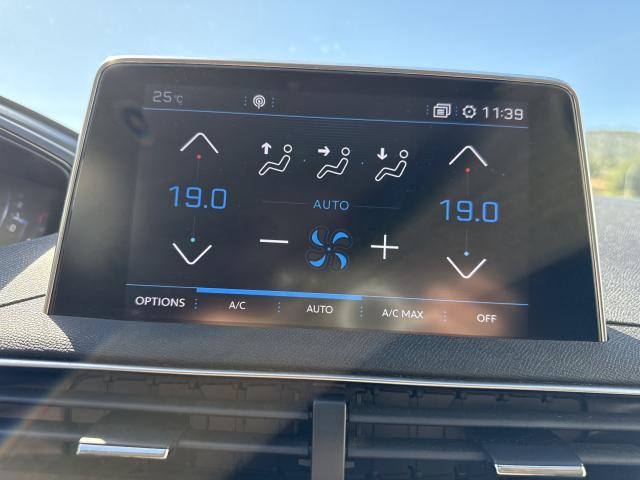 25°C 11:39
19.0 AUTO 19.0
OPTIONS A/C AUTO A/C MAX OFF